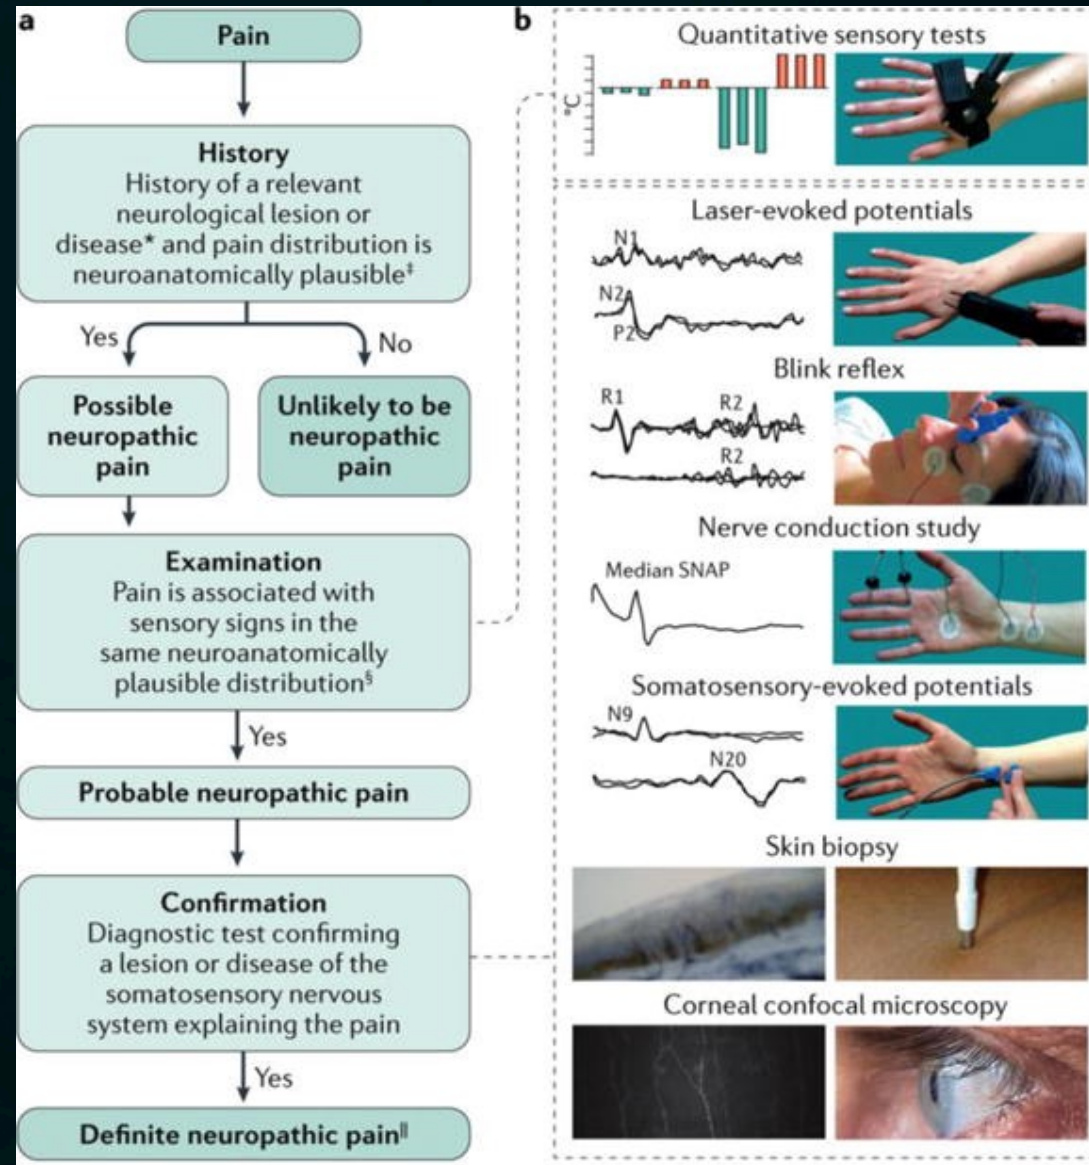 a
Pain
History
History of a relevant
neurological lesion or
disease* and pain distribution is
neuroanatomically plausible‡
Yes
No
Possible
neuropathic
pain
Unlikely to be
neuropathic
pain
Examination
Pain is associated with
sensory signs in the
same neuroanatomically
plausible distribution§
Yes
Probable neuropathic pain
Confirmation
Diagnostic test confirming
a lesion or disease of the
somatosensory nervous
system explaining the pain
Yes
Definite neuropathic pain||
b
Quantitative sensory tests
°C
Laser-evoked potentials
N1
N2
P2
Blink reflex
R1
R2
R2
Nerve conduction study
Median SNAP
Somatosensory-evoked potentials
N9
N20
Skin biopsy
Corneal confocal microscopy